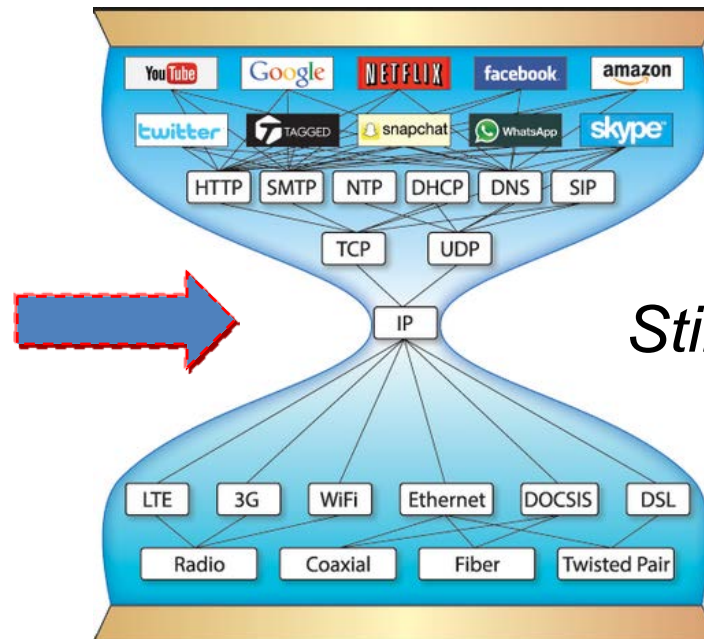 YouTube Google NETFLIX facebook amazon
twitter TAGGED snapchat WhatsApp skype
HTTP SMTP NTP DHCP DNS SIP
TCP UDP
IP
LTE 3G WiFi Ethernet DOCSIS DSL
Radio Coaxial Fiber Twisted Pair